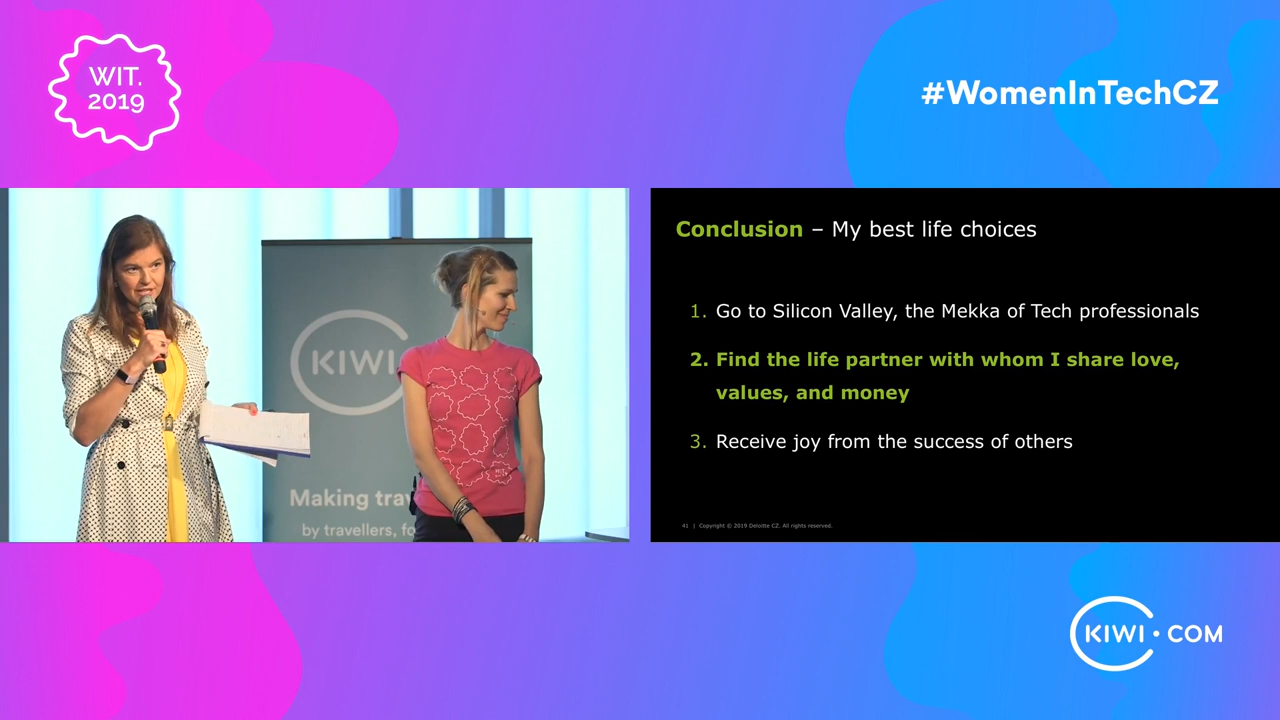 WIT.
2019
#WomenInTechCZ
KIWI
Making
by travellers,
Conclusion – My best life choices
1. Go to Silicon Valley, the Mekka of Tech professionals
2. Find the life partner with whom I share love,
values, and money
3. Receive joy from the success of others
41 | Copyright © 2019 Deloitte CZ. All rights reserved.
KIWI.COM